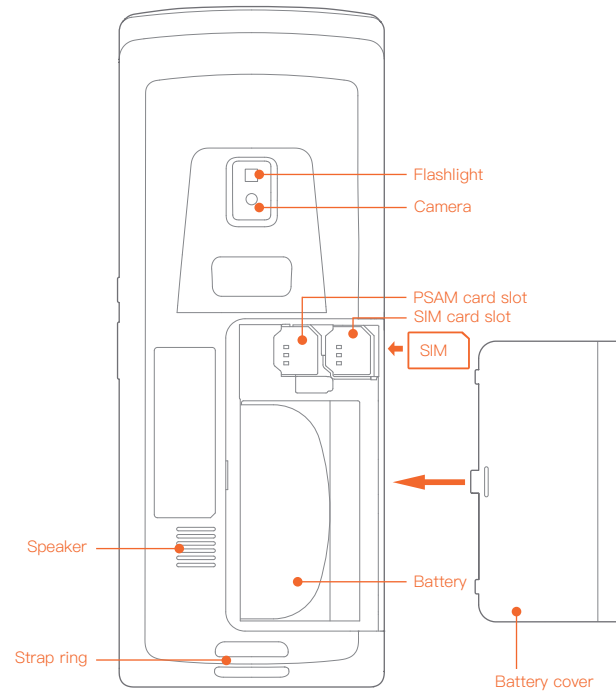 Flashlight
Camera
PSAM card slot
SIM card slot
SIM
Speaker
Battery
Strap ring
Battery cover